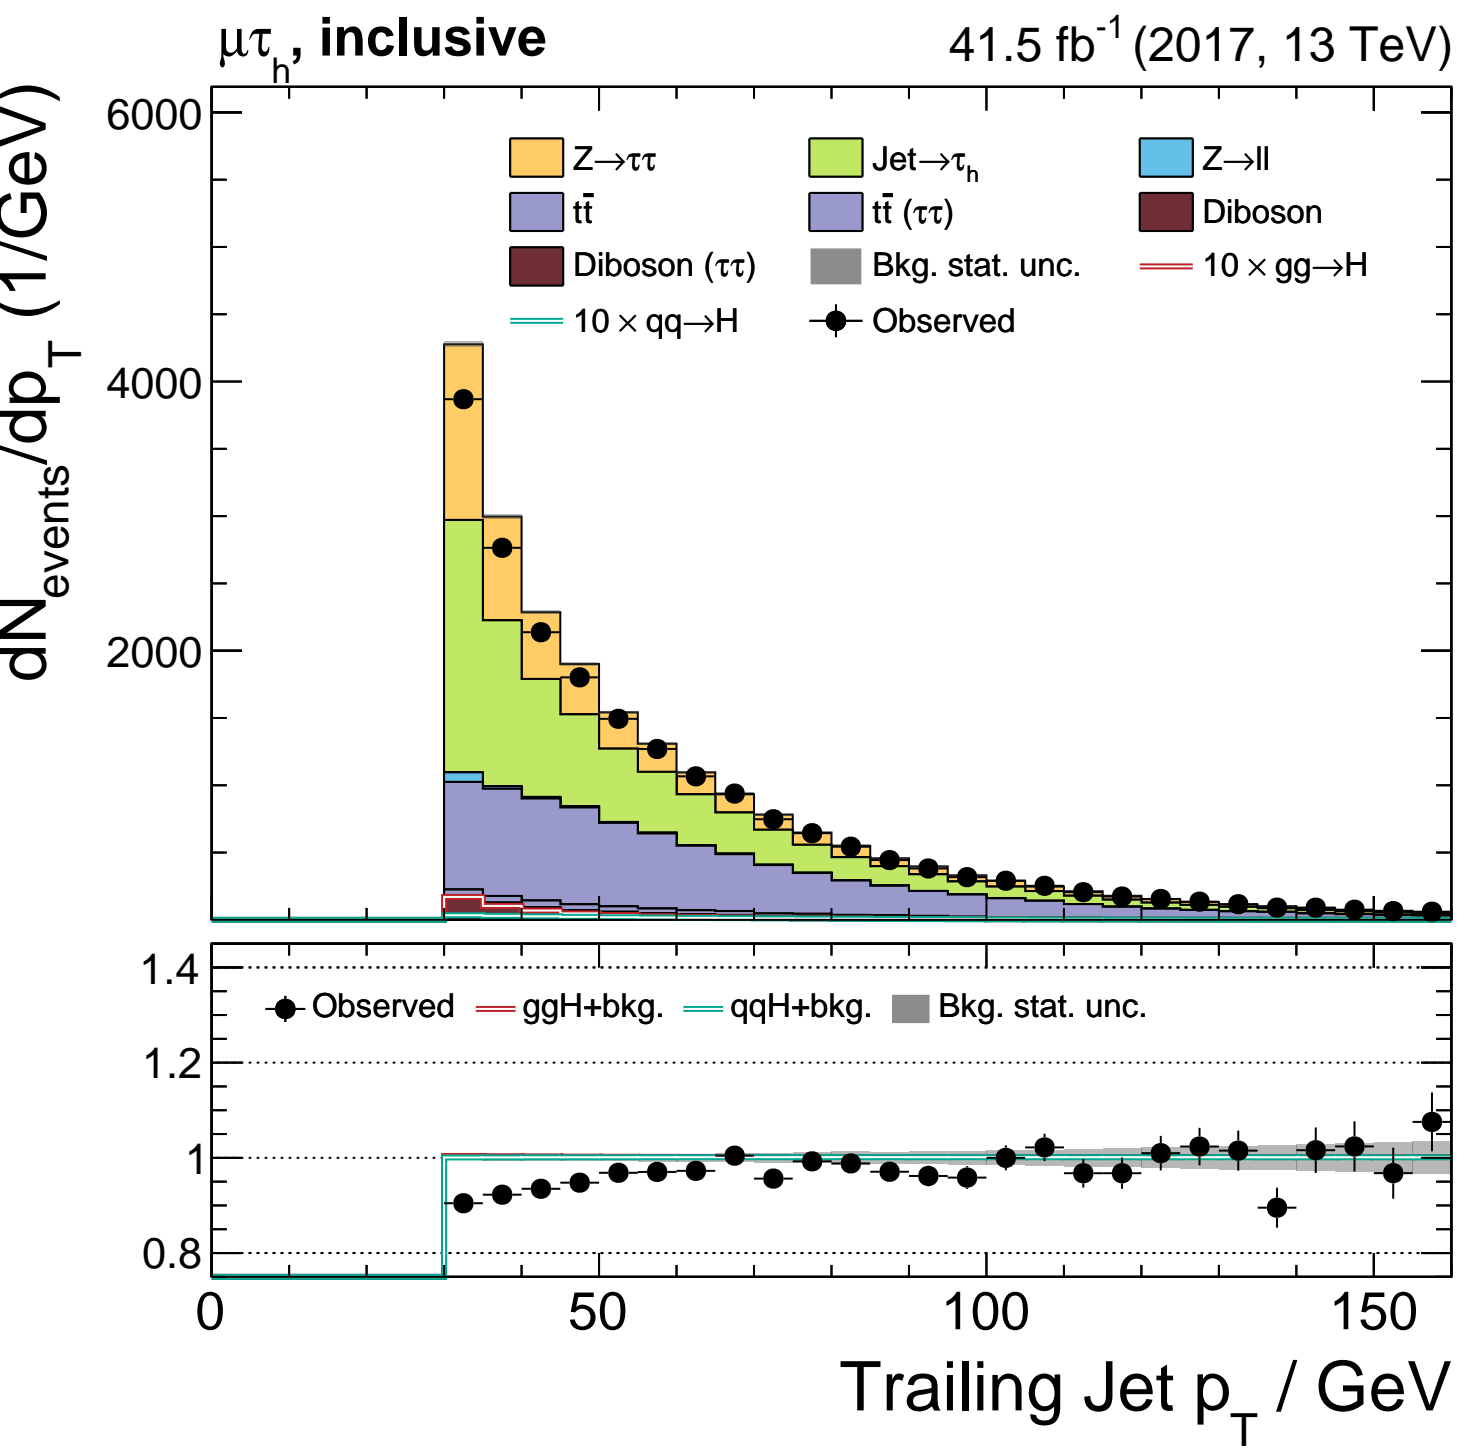 μτh, inclusive 41.5 fb-1 (2017, 13 TeV)
dNevents/dpT (1/GeV)
6000
4000
2000
Z→ττ Jet→τh Z→ll
tt̄ tt̄ (ττ) Diboson
Diboson (ττ) Bkg. stat. unc. 10 × gg→H
10 × qq→H Observed
1.4
1.2
1
0.8
Observed ggH+bkg. qqH+bkg. Bkg. stat. unc.
0 50 100 150
Trailing Jet pT / GeV